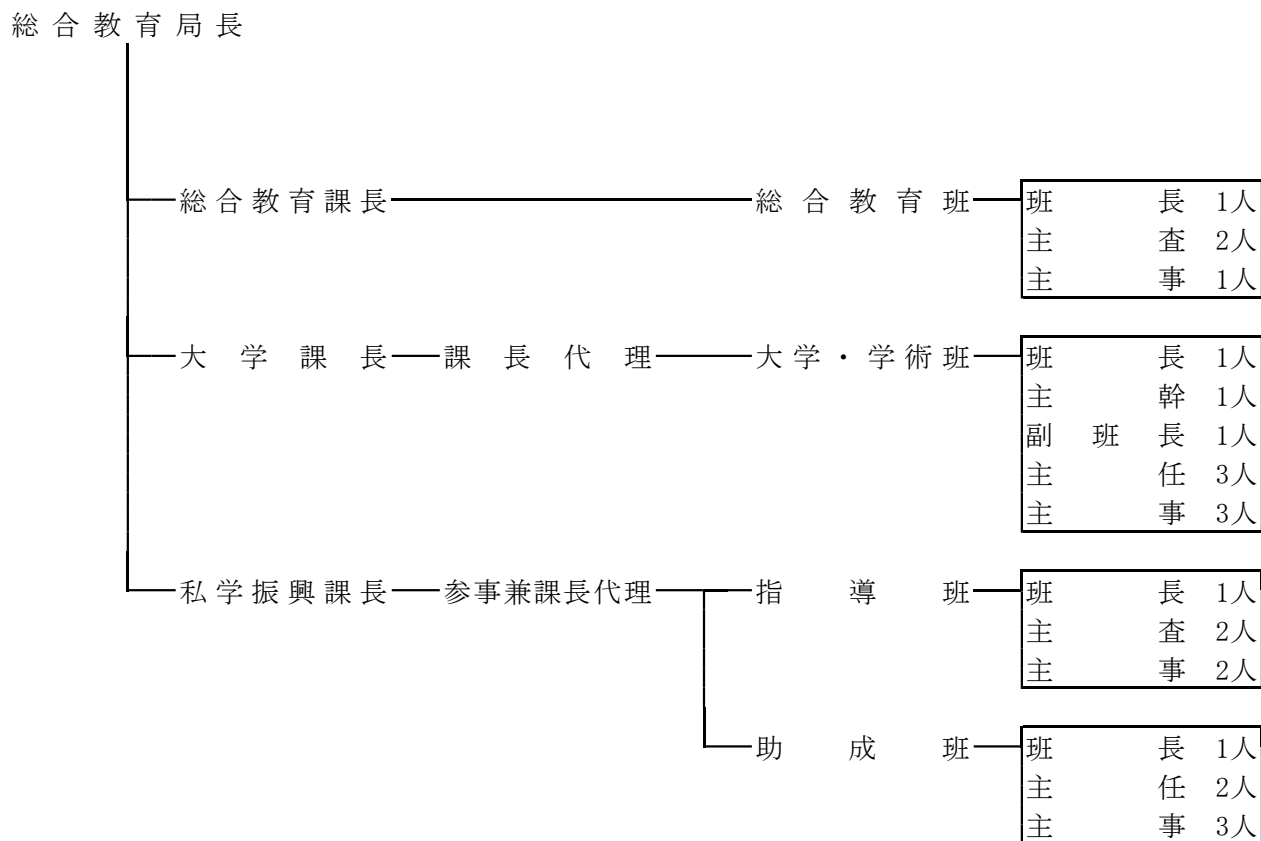 総合教育局長
総合教育課長 総合教育班 班長 1人
主査 2人
主事 1人
大学課長 課長代理 大学・学術班 班長 1人
主幹 1人
副班長 1人
主任 3人
主事 3人
私学振興課長 参事兼課長代理 指導班 班長 1人
主査 2人
主事 2人
助成班 班長 1人
主任 2人
主事 3人